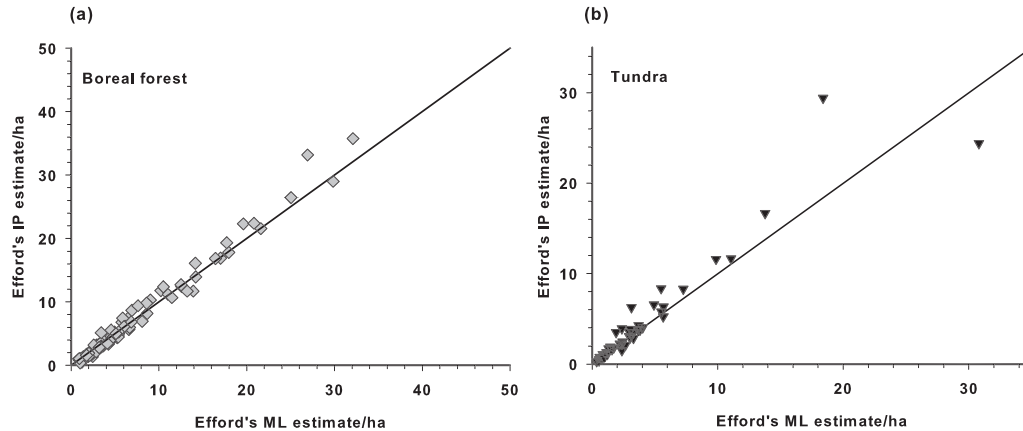 (a)
Boreal forest
Efford's IP estimate/ha
50
40
30
20
10
0
0 10 20 30 40 50
Efford's ML estimate/ha
(b)
Tundra
Efford's IP estimate/ha
30
20
10
0
0 10 20 30
Efford's ML estimate/ha